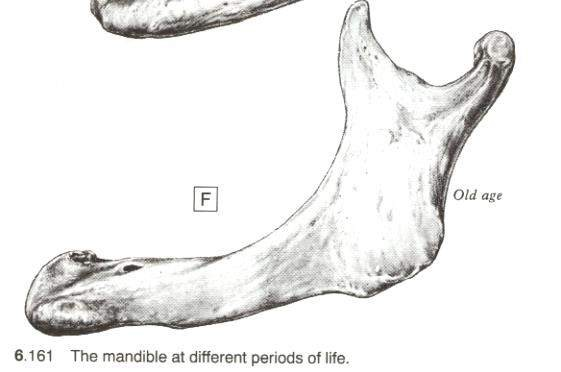 F
Old age
6.161 The mandible at different periods of life.